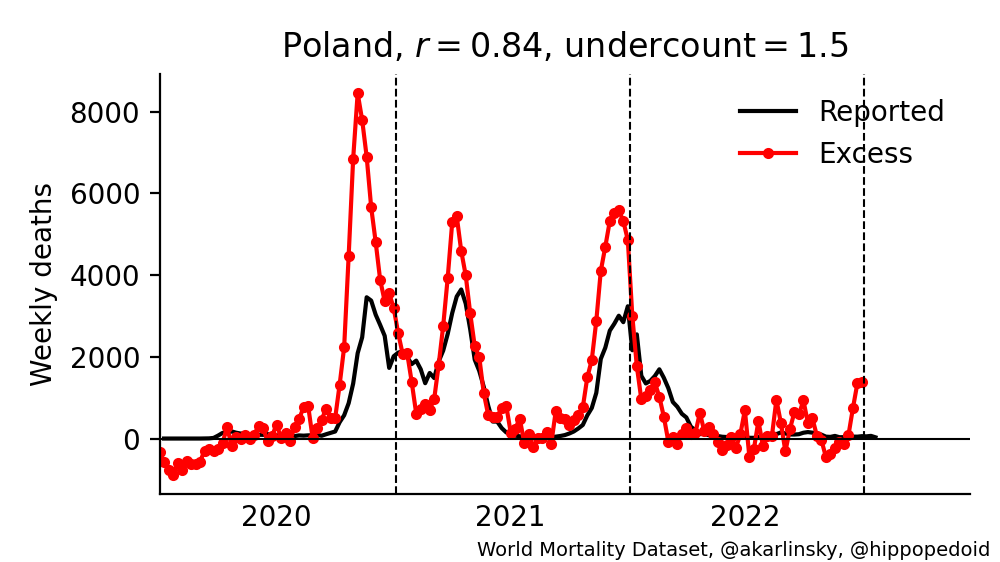 Poland, r = 0.84, undercount = 1.5
Weekly deaths
8000
6000
4000
2000
0
Reported
Excess
2020 2021 2022
World Mortality Dataset, @akarlinsky, @hippopedoid